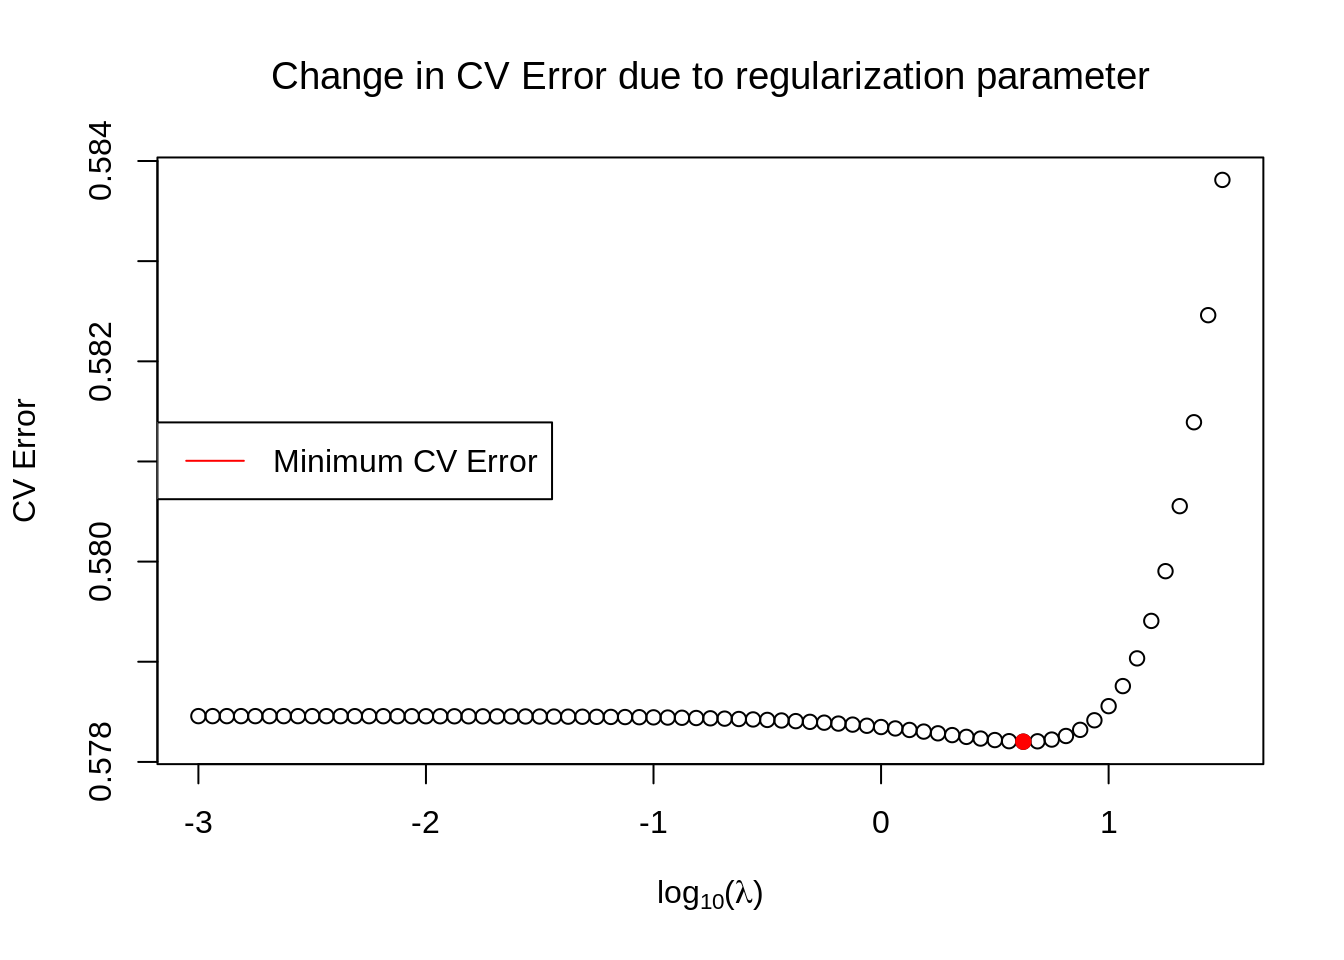 Change in CV Error due to regularization parameter
0.584
0.582
0.580
0.578
CV Error
Minimum CV Error
-3 -2 -1 0 1
log10(λ)